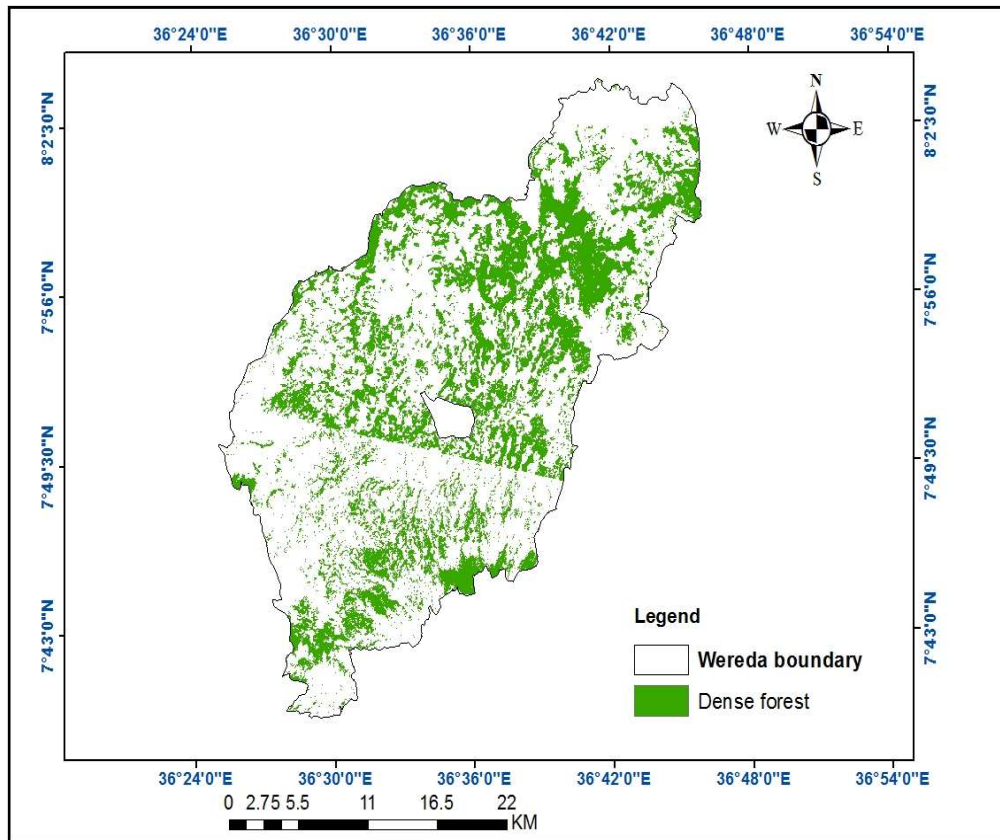 36°24'0"E 36°30'0"E 36°36'0"E 36°42'0"E 36°48'0"E 36°54'0"E
N
W E
S
8°2'30"N 8°2'30"N
7°56'0"N 7°56'0"N
7°49'30"N 7°49'30"N
7°43'0"N 7°43'0"N
Legend
Wereda boundary
Dense forest
36°24'0"E 36°30'0"E 36°36'0"E 36°42'0"E 36°48'0"E 36°54'0"E
0 2.75 5.5 11 16.5 22
KM